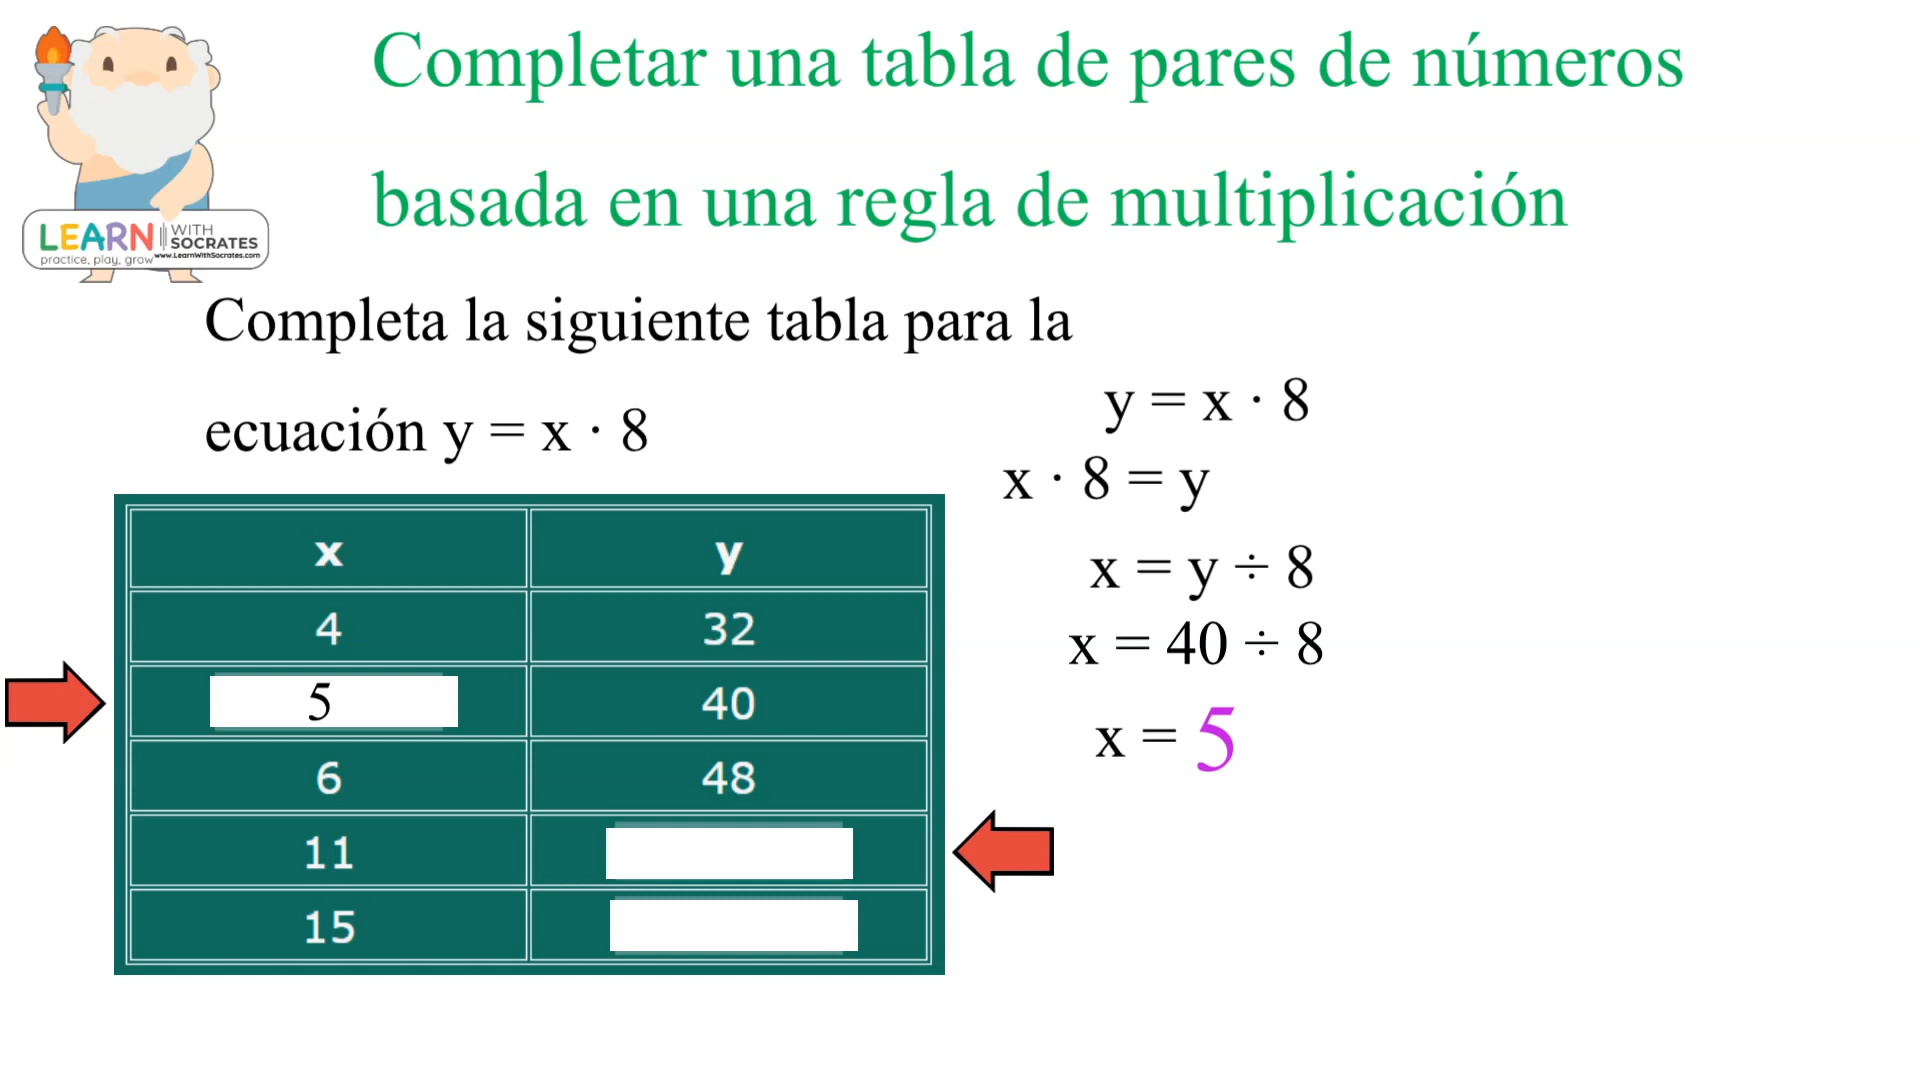 Completar una tabla de pares de números
basada en una regla de multiplicación
LEARN WITH SOCRATES
practice, play, grow www.LearnWithSocrates.com
Completa la siguiente tabla para la
ecuación y = x · 8
x y
4 32
5 40
6 48
11
15
y = x · 8
x · 8 = y
x = y ÷ 8
x = 40 ÷ 8
x = 5